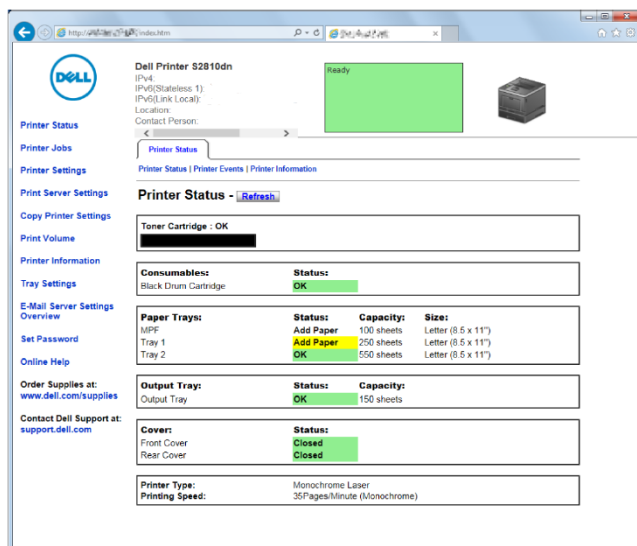 http://
/index.htm
DELL
Dell Printer S2810dn
IPv4:
IPv6(Stateless 1):
IPv6(Link Local):
Location:
Contact Person:
Ready
Printer Status
Printer Jobs
Printer Settings
Print Server Settings
Copy Printer Settings
Print Volume
Printer Information
Tray Settings
E-Mail Server Settings
Overview
Set Password
Online Help
Order Supplies at:
www.dell.com/supplies
Contact Dell Support at:
support.dell.com
Printer Status
Printer Status | Printer Events | Printer Information
Printer Status - Refresh
Toner Cartridge : OK
Consumables: Status:
Black Drum Cartridge OK
Paper Trays: Status: Capacity: Size:
MPF Add Paper 100 sheets Letter (8.5 x 11")
Tray 1 Add Paper 250 sheets Letter (8.5 x 11")
Tray 2 OK 550 sheets Letter (8.5 x 11")
Output Tray: Status: Capacity:
Output Tray OK 150 sheets
Cover: Status:
Front Cover Closed
Rear Cover Closed
Printer Type: Monochrome Laser
Printing Speed: 35Pages/Minute (Monochrome)